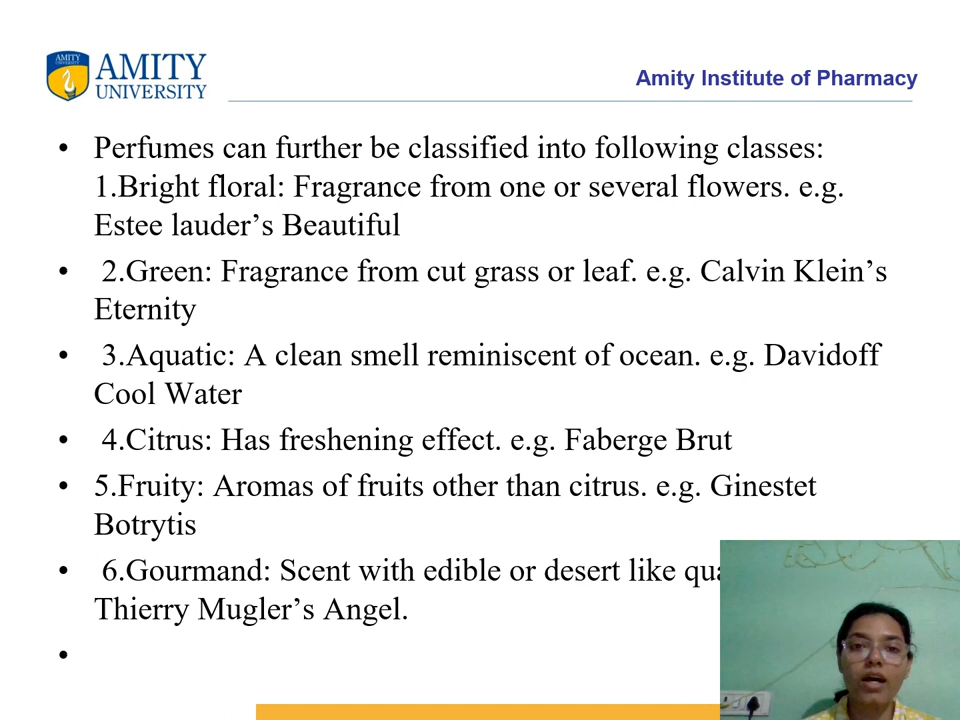 AMITY
AMITY
UNIVERSITY
Amity Institute of Pharmacy
• Perfumes can further be classified into following classes:
1.Bright floral: Fragrance from one or several flowers. e.g.
Estee lauder’s Beautiful
• 2.Green: Fragrance from cut grass or leaf. e.g. Calvin Klein’s
Eternity
• 3.Aquatic: A clean smell reminiscent of ocean. e.g. Davidoff
Cool Water
• 4.Citrus: Has freshening effect. e.g. Faberge Brut
• 5.Fruity: Aromas of fruits other than citrus. e.g. Ginestet
Botrytis
• 6.Gourmand: Scent with edible or desert like
Thierry Mugler’s Angel.
•